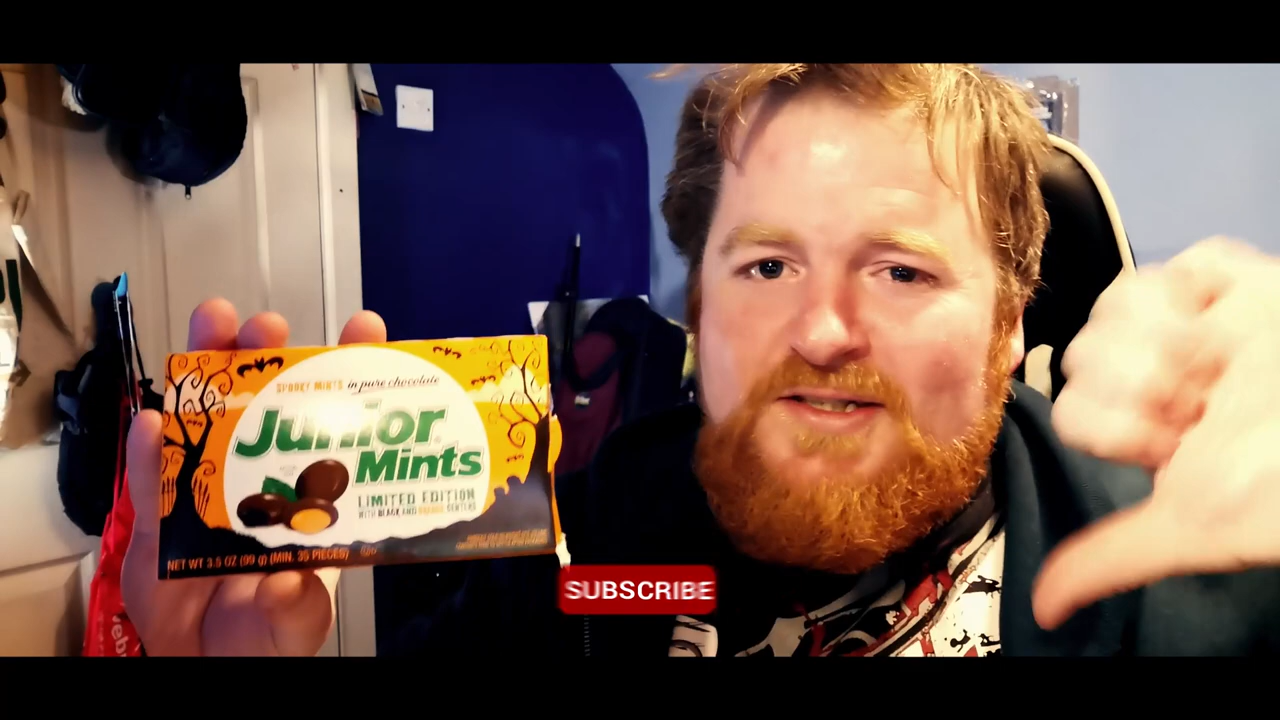 SPOOKY MINTS in pure chocolate
Junior
Mints
LIMITED EDITION
WITH BLACK AND ORANGE CENTERS
NET WT 3.5 OZ (99 g) (MIN. 35 PIECES)
SUBSCRIBE